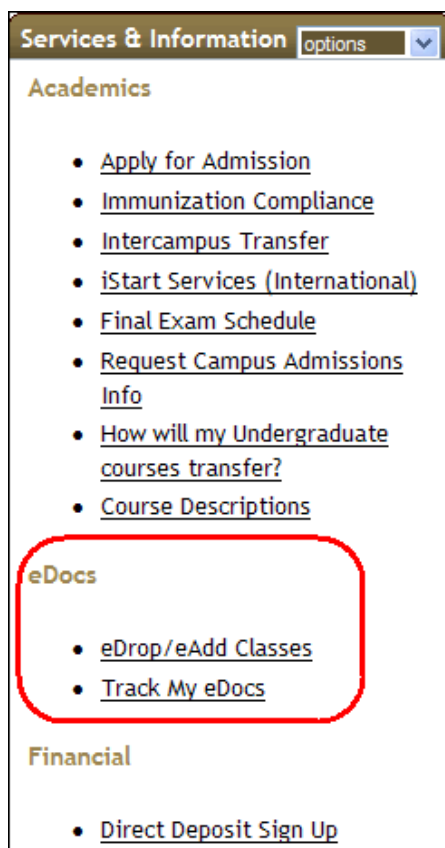 Services & Information options
Academics
Apply for Admission
Immunization Compliance
Intercampus Transfer
iStart Services (International)
Final Exam Schedule
Request Campus Admissions
Info
How will my Undergraduate
courses transfer?
Course Descriptions
eDocs
eDrop/eAdd Classes
Track My eDocs
Financial
Direct Deposit Sign Up